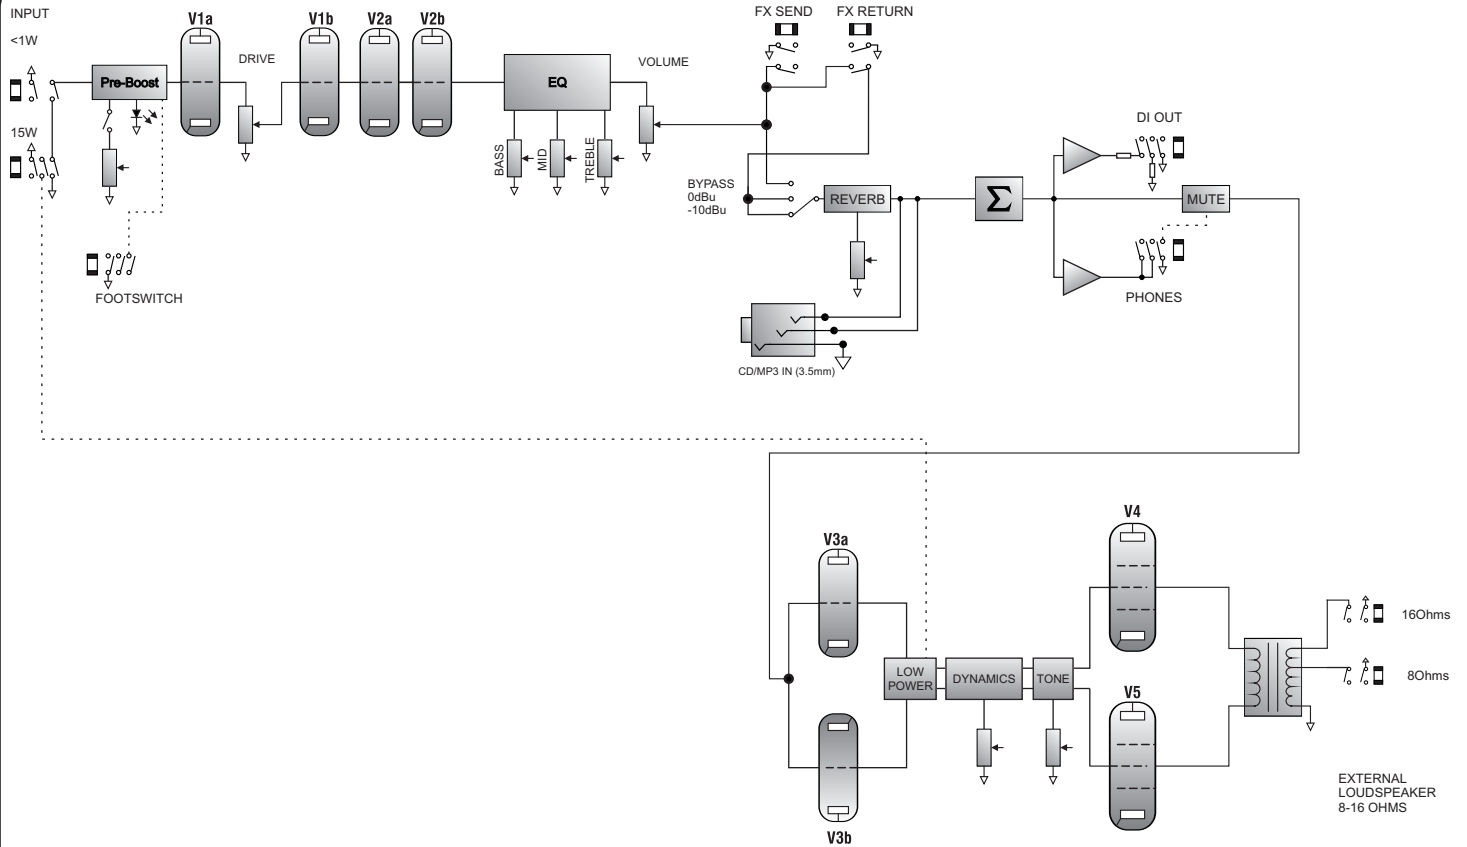 INPUT
<1W
15W
Pre-Boost
FOOTSWITCH
V1a
DRIVE
V1b
V2a
V2b
EQ
BASS
MID
TREBLE
VOLUME
FX SEND
FX RETURN
BYPASS
0dBu
-10dBu
REVERB
CD/MP3 IN (3.5mm)
Σ
DI OUT
MUTE
PHONES
V3a
V3b
LOW
POWER
DYNAMICS
TONE
V4
V5
16Ohms
8Ohms
EXTERNAL
LOUDSPEAKER
8-16 OHMS